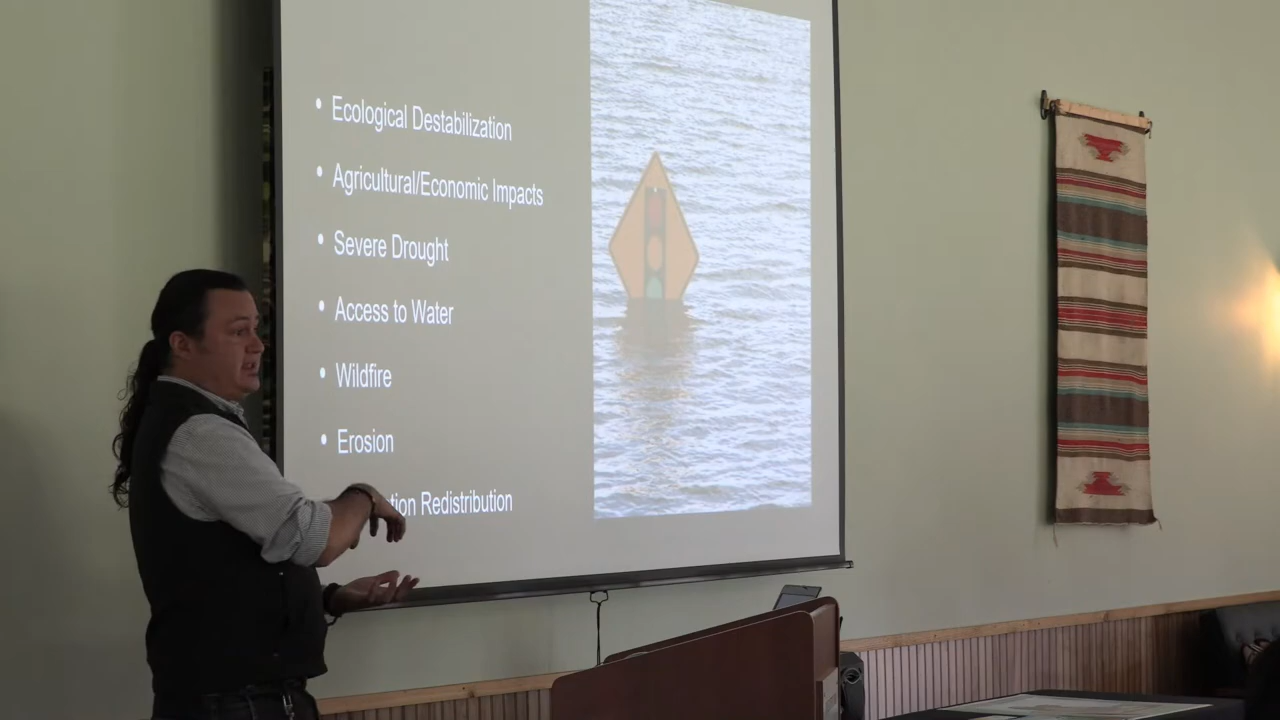 • Ecological Destabilization
• Agricultural/Economic Impacts
• Severe Drought
• Access to Water
• Wildfire
• Erosion
Redistribution